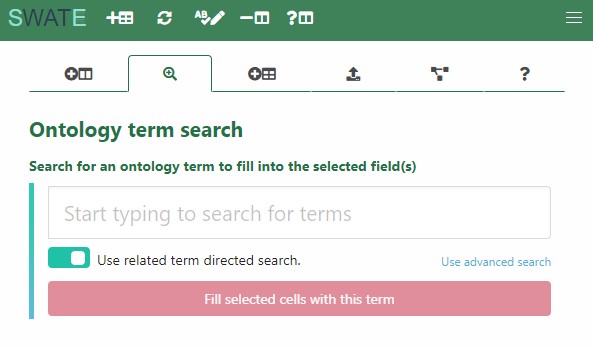 SWATE
Ontology term search
Search for an ontology term to fill into the selected field(s)
Start typing to search for terms
Use related term directed search.
Use advanced search
Fill selected cells with this term